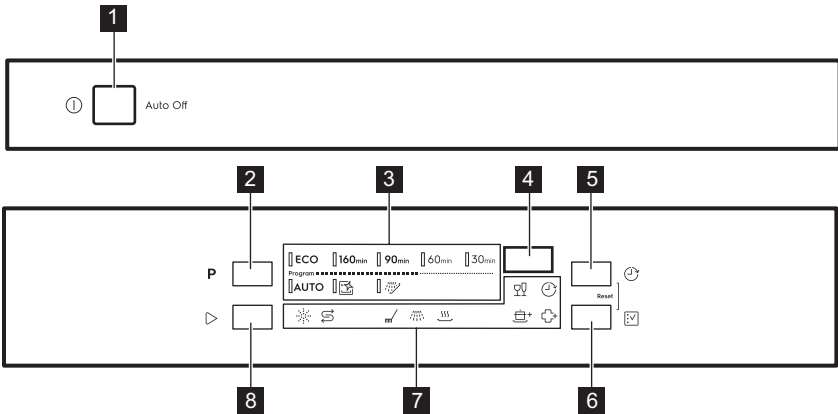 1
Auto Off
2 3 4 5
ECO 160min 90min 60min 30min
P
Program
AUTO
Reset
8 7 6